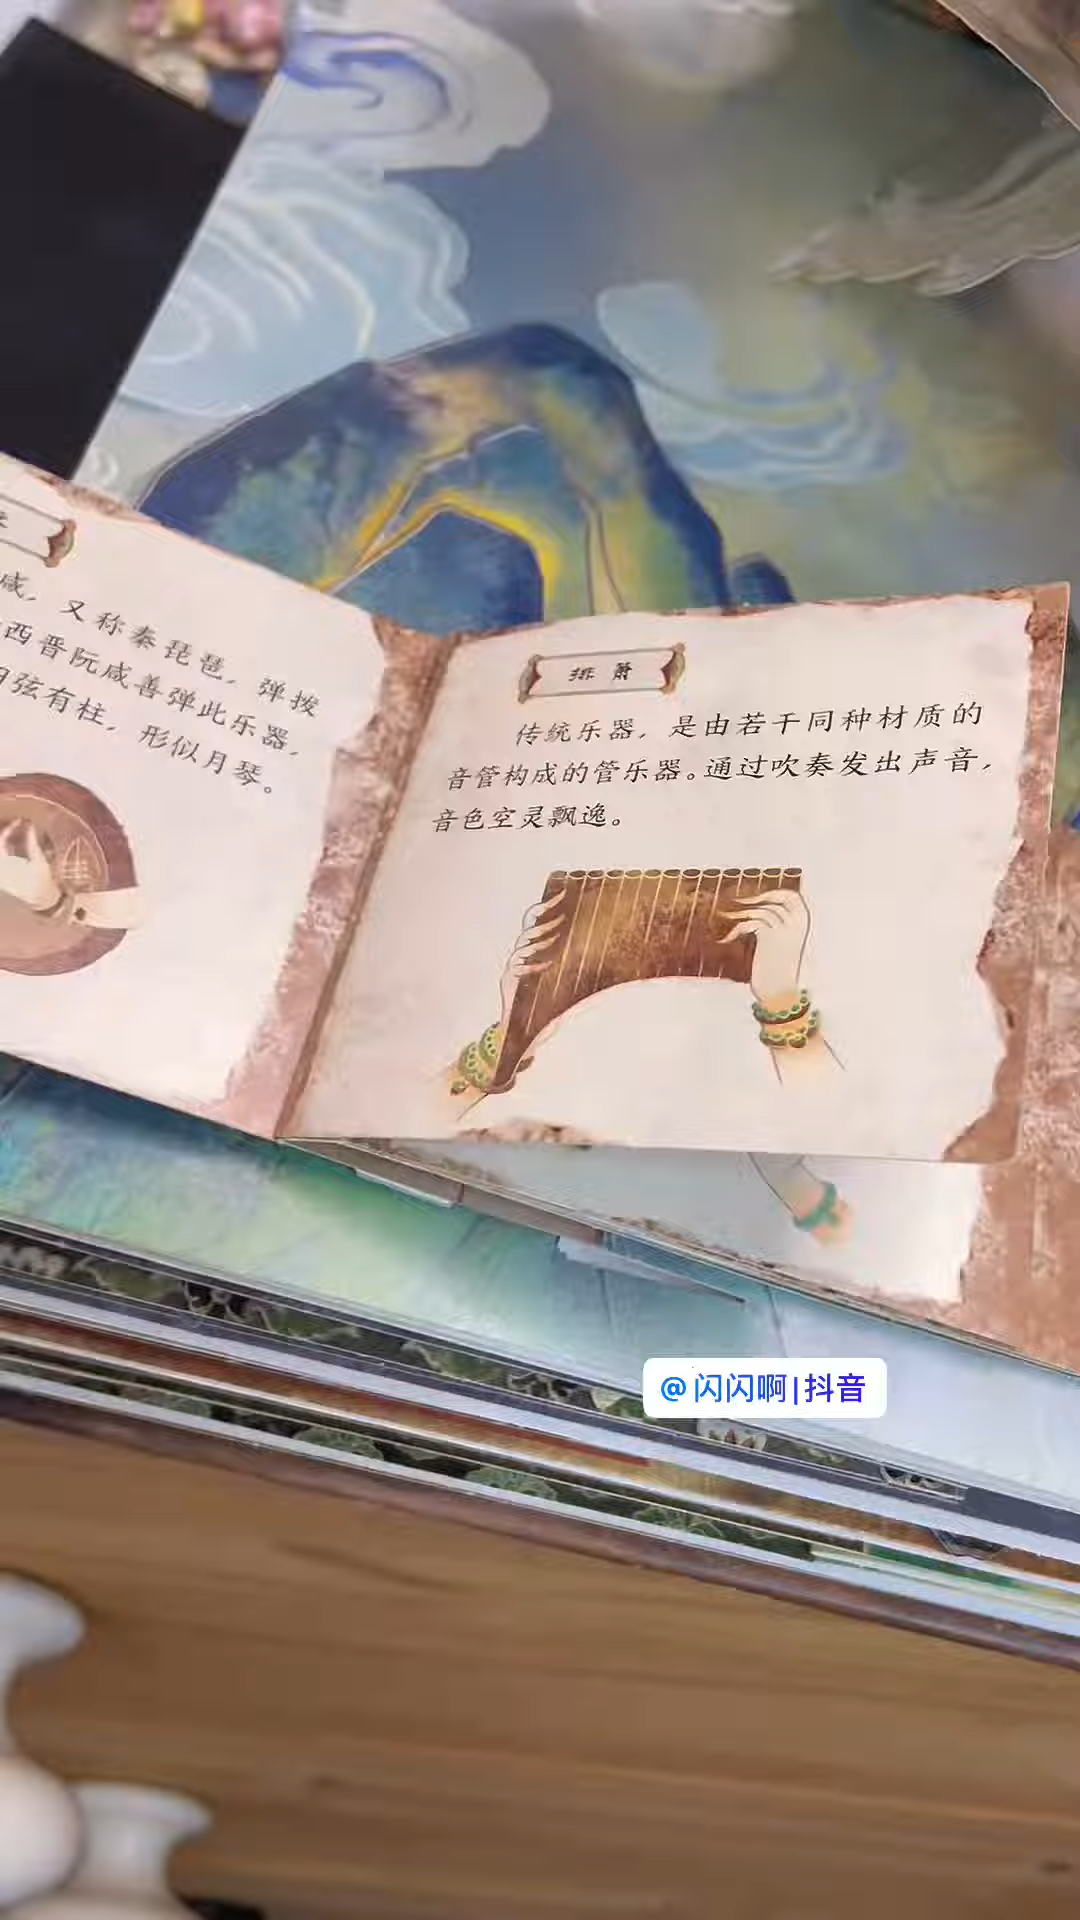 咸，又称秦琵琶，弹拨
西晋阮咸善弹此乐器，
弦有柱，形似月琴。
排箫
传统乐器，是由若干同种材质的
音管构成的管乐器。通过吹奏发出声音，
音色空灵飘逸。
@闪闪啊|抖音